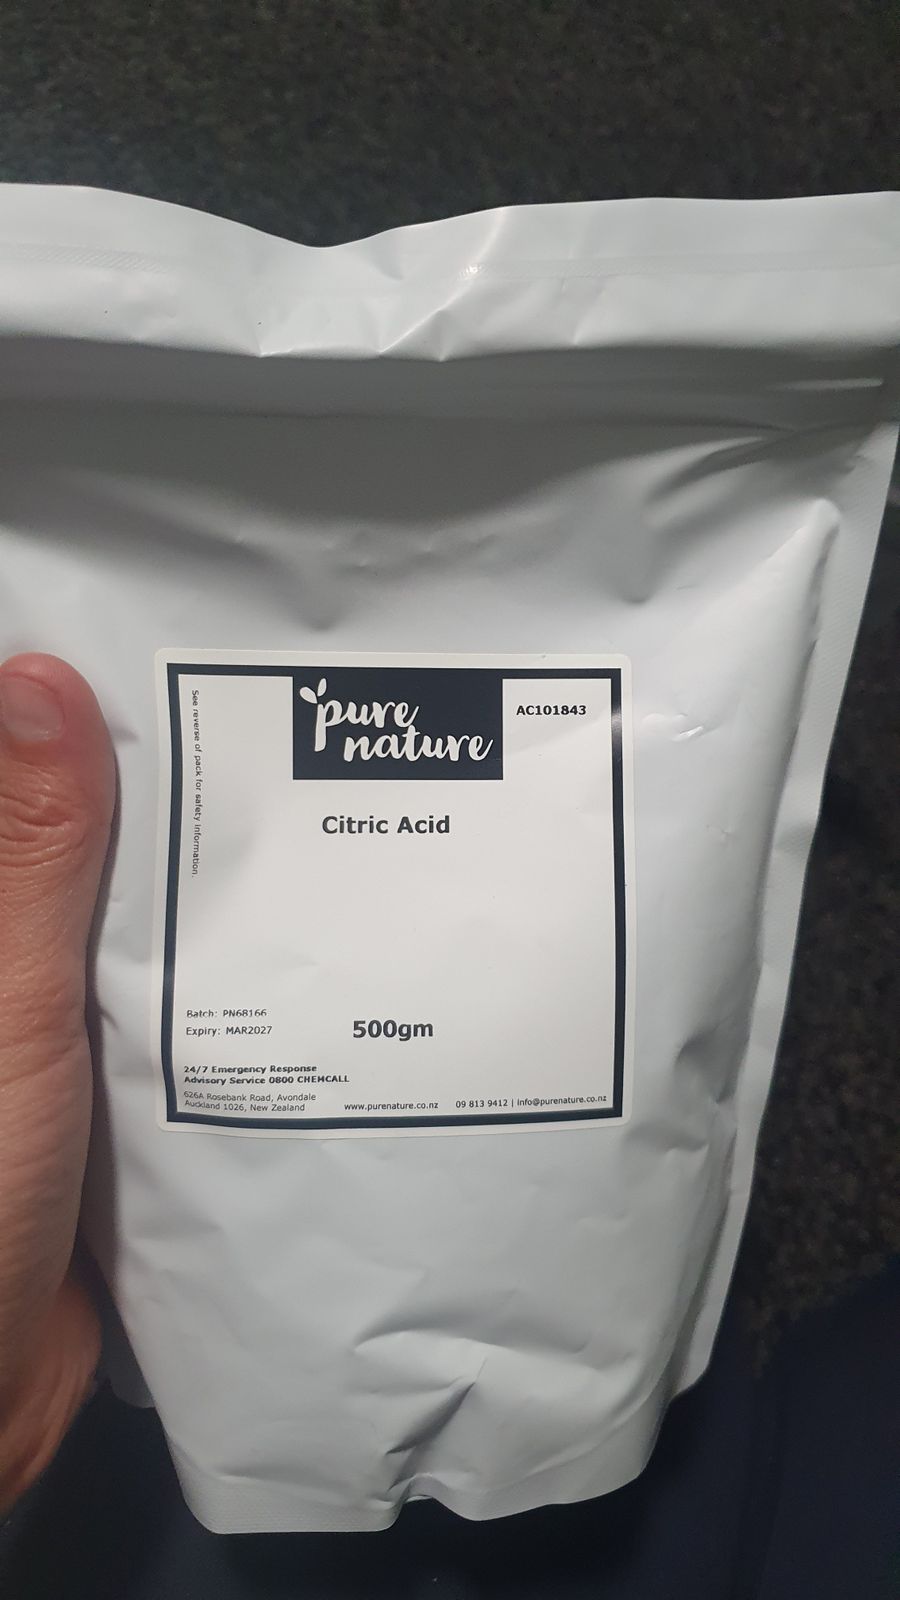 pure
nature
AC101843
See reverse of pack for safety information.
Citric Acid
Batch: PN68166
Expiry: MAR2027
500gm
24/7 Emergency Response
Advisory Service 0800 CHEMCALL
626A Rosebank Road, Avondale
Auckland 1026, New Zealand
www.purenature.co.nz
09 813 9412 | info@purenature.co.nz